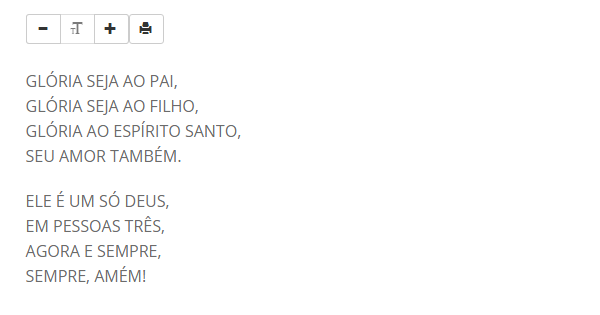 GLÓRIA SEJA AO PAI,
GLÓRIA SEJA AO FILHO,
GLÓRIA AO ESPÍRITO SANTO,
SEU AMOR TAMBÉM.
ELE É UM SÓ DEUS,
EM PESSOAS TRÊS,
AGORA E SEMPRE,
SEMPRE, AMÉM!